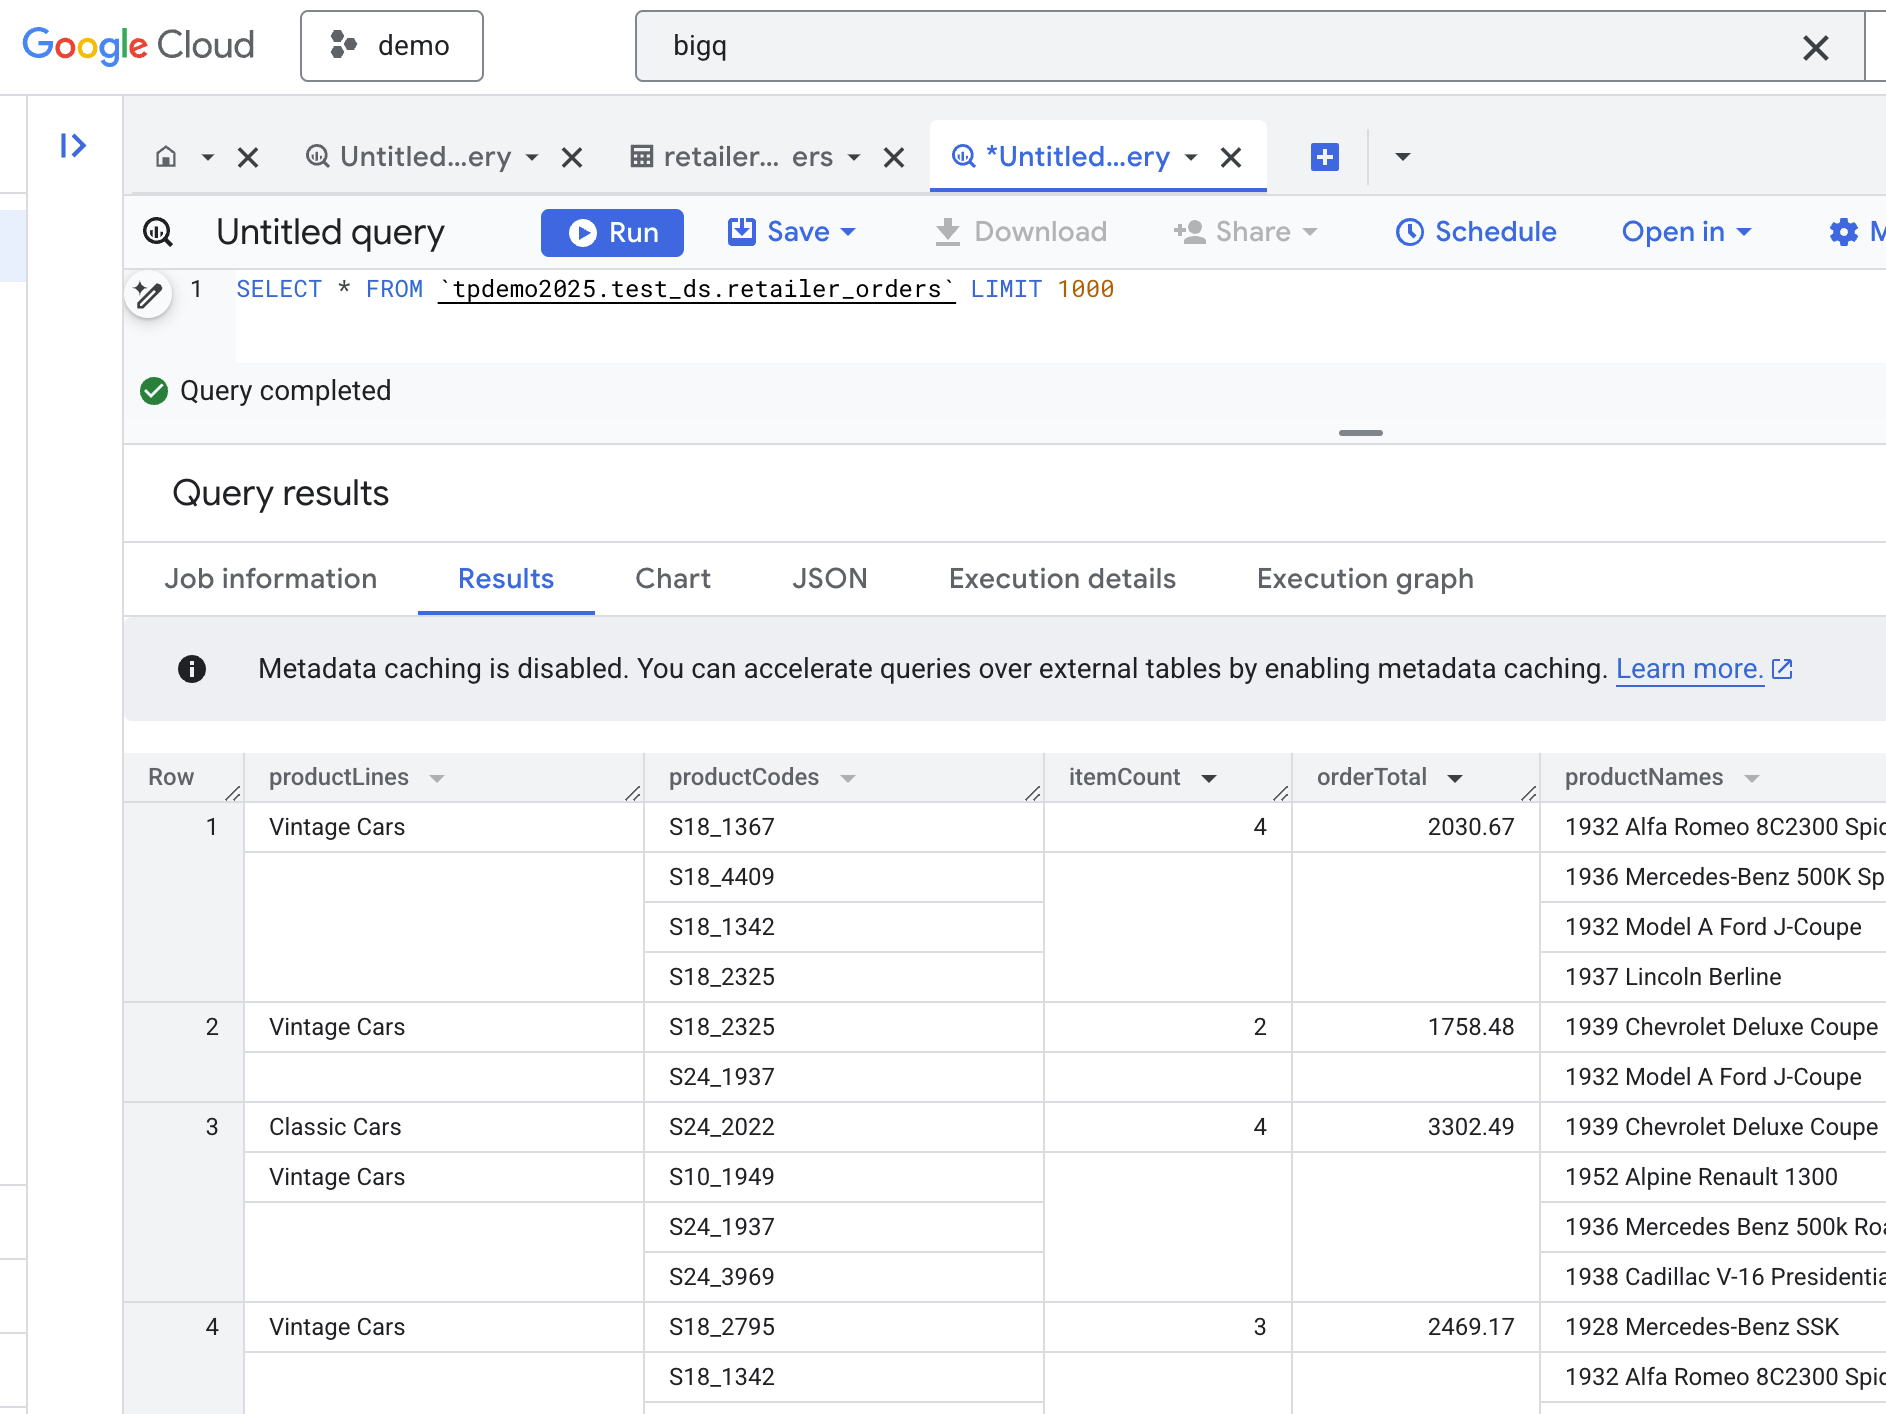 Google Cloud demo bigq
Untitled...ery retailer... ers *Untitled...ery
Untitled query Run Save Download Share Schedule Open in
1 SELECT * FROM `tpdemo2025.test_ds.retailer_orders` LIMIT 1000
Query completed
Query results
Job information Results Chart JSON Execution details Execution graph
Metadata caching is disabled. You can accelerate queries over external tables by enabling metadata caching. Learn more.
Row productLines productCodes itemCount orderTotal productNames
1 Vintage Cars S18_1367 4 2030.67 1932 Alfa Romeo 8C2300 Spid
S18_4409 1936 Mercedes-Benz 500K Sp
S18_1342 1932 Model A Ford J-Coupe
S18_2325 1937 Lincoln Berline
2 Vintage Cars S18_2325 2 1758.48 1939 Chevrolet Deluxe Coupe
S24_1937 1932 Model A Ford J-Coupe
3 Classic Cars S24_2022 4 3302.49 1939 Chevrolet Deluxe Coupe
Vintage Cars S10_1949 1952 Alpine Renault 1300
S24_1937 1936 Mercedes Benz 500k Roa
S24_3969 1938 Cadillac V-16 Presidentia
4 Vintage Cars S18_2795 3 2469.17 1928 Mercedes-Benz SSK
S18_1342 1932 Alfa Romeo 8C2300 Spid